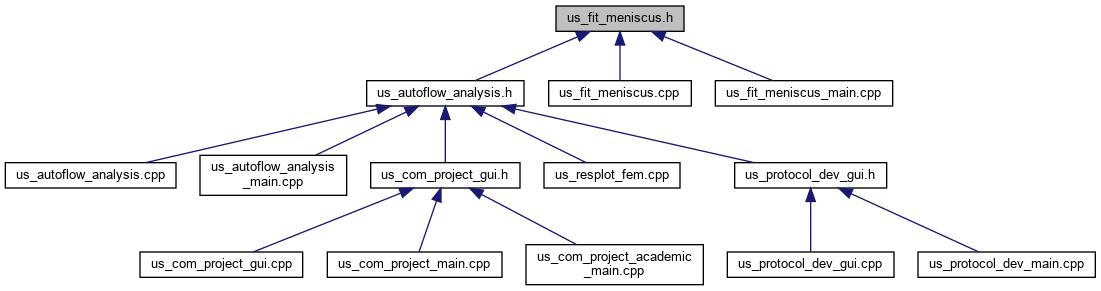 us_fit_meniscus.h
us_autoflow_analysis.h
us_fit_meniscus.cpp
us_fit_meniscus_main.cpp
us_autoflow_analysis.cpp
us_autoflow_analysis
_main.cpp
us_com_project_gui.h
us_resplot_fem.cpp
us_protocol_dev_gui.h
us_com_project_gui.cpp
us_com_project_main.cpp
us_com_project_academic
_main.cpp
us_protocol_dev_gui.cpp
us_protocol_dev_main.cpp